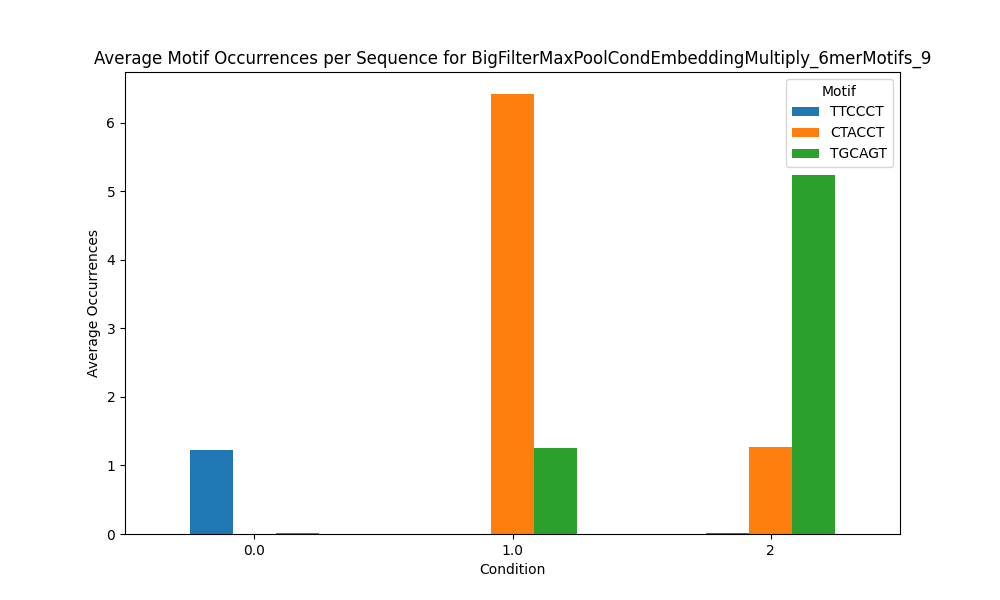 Average Motif Occurrences per Sequence for BigFilterMaxPoolCondEmbeddingMultiply_6merMotifs_9
Motif
TTCCCT
CTACCT
TGCAGT
Average Occurrences
6
5
4
3
2
1
0
0.0
1.0
2
Condition